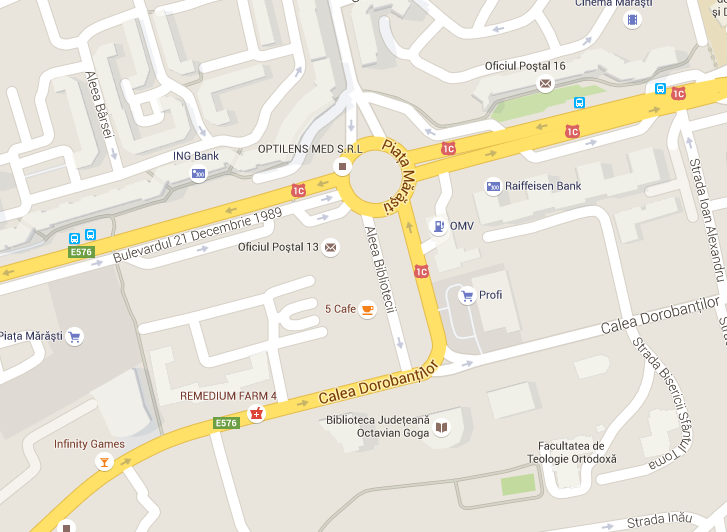 Cinema Mărăști
și D
Oficiul Poștal 16
Aleea Bârsei
1C
1C
1C
OPTILENS MED S.R.L
Piața Mărăști
ING Bank
1C
Raiffeisen Bank
Strada Ioan Alexandru
Bulevardul 21 Decembrie 1989
E576
Oficiul Poștal 13
Aleea Bibliotecii
OMV
1C
5 Cafe
Profi
Piața Mărăști
Calea Dorobanților
Strada Bisericii Sfântul Toma
REMEDIUM FARM 4
Calea Dorobanților
E576
Biblioteca Județeană
Octavian Goga
Infinity Games
Facultatea de
Teologie Ortodoxă
Strada Inău